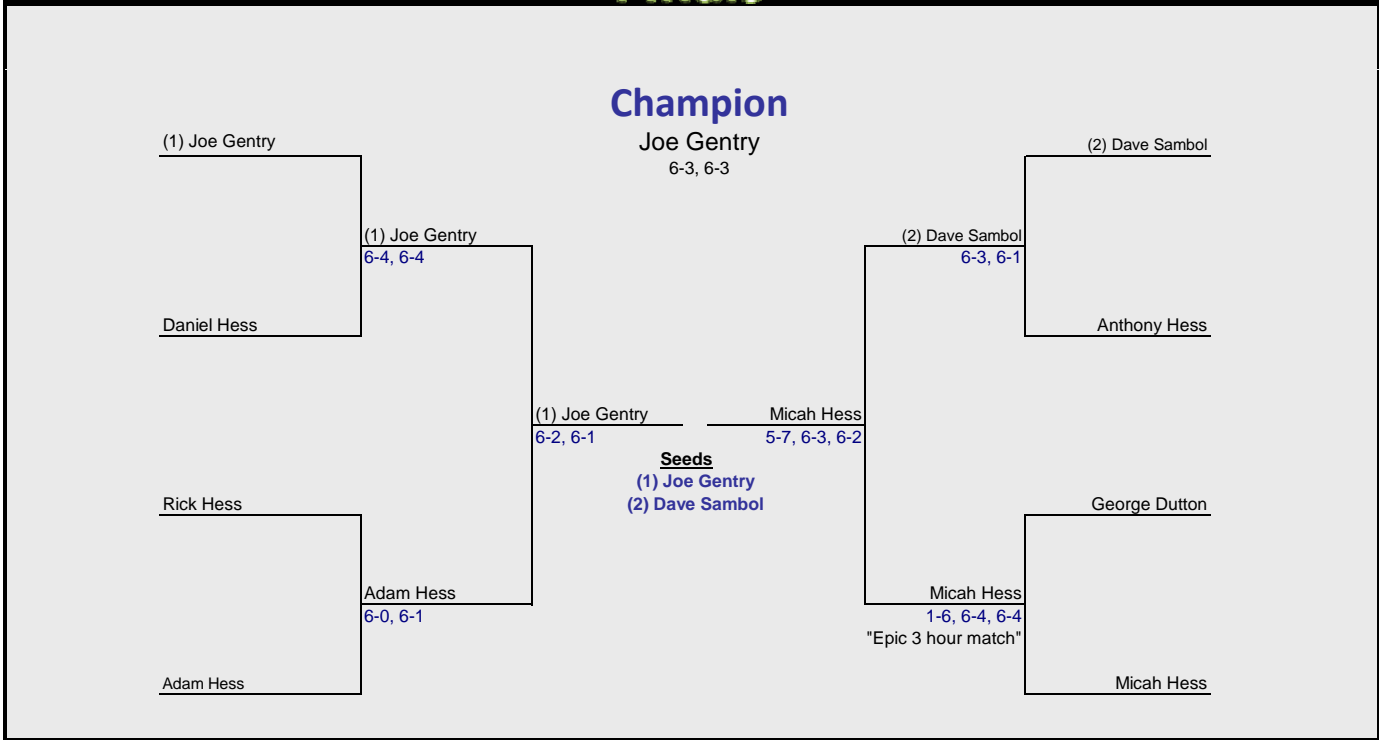 Champion
Joe Gentry
6-3, 6-3
(1) Joe Gentry
(1) Joe Gentry
6-4, 6-4
Daniel Hess
(1) Joe Gentry
6-2, 6-1
Rick Hess
Adam Hess
6-0, 6-1
Adam Hess
Seeds
(1) Joe Gentry
(2) Dave Sambol
(2) Dave Sambol
(2) Dave Sambol
6-3, 6-1
Anthony Hess
Micah Hess
5-7, 6-3, 6-2
George Dutton
Micah Hess
1-6, 6-4, 6-4
"Epic 3 hour match"
Micah Hess